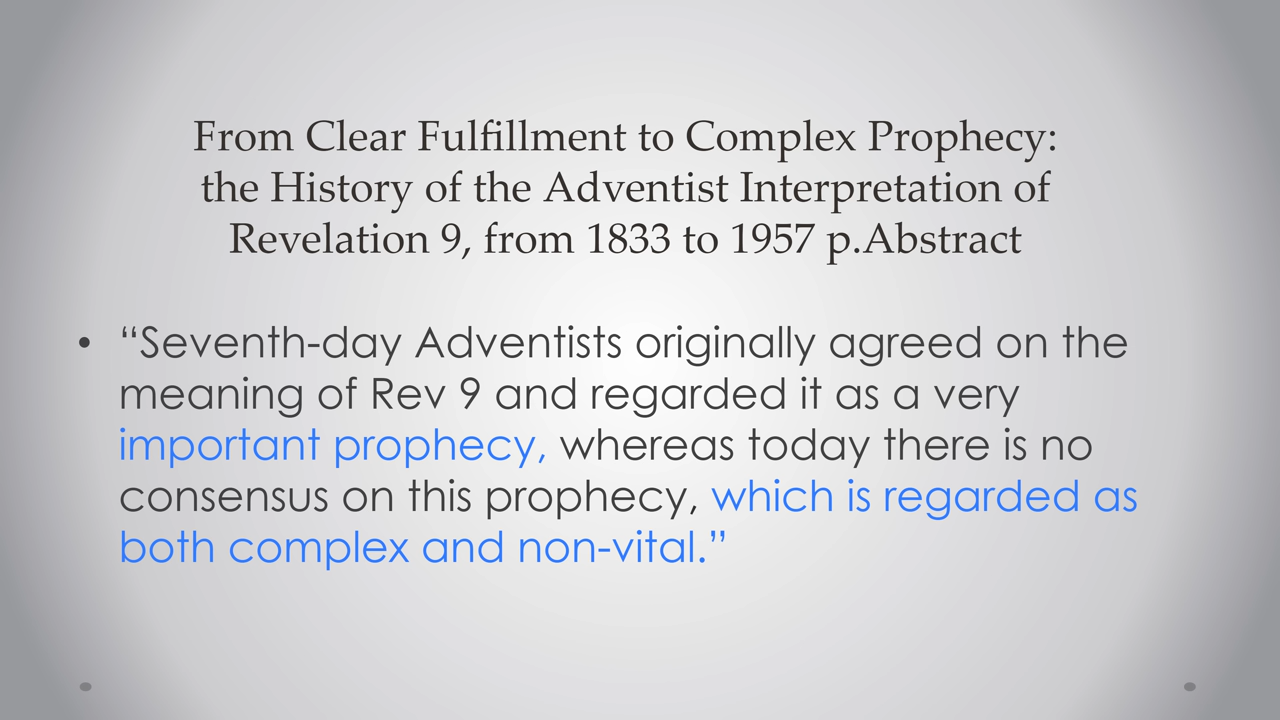 From Clear Fulfillment to Complex Prophecy:
the History of the Adventist Interpretation of
Revelation 9, from 1833 to 1957 p.Abstract
• “Seventh-day Adventists originally agreed on the
meaning of Rev 9 and regarded it as a very
important prophecy, whereas today there is no
consensus on this prophecy, which is regarded as
both complex and non-vital.”